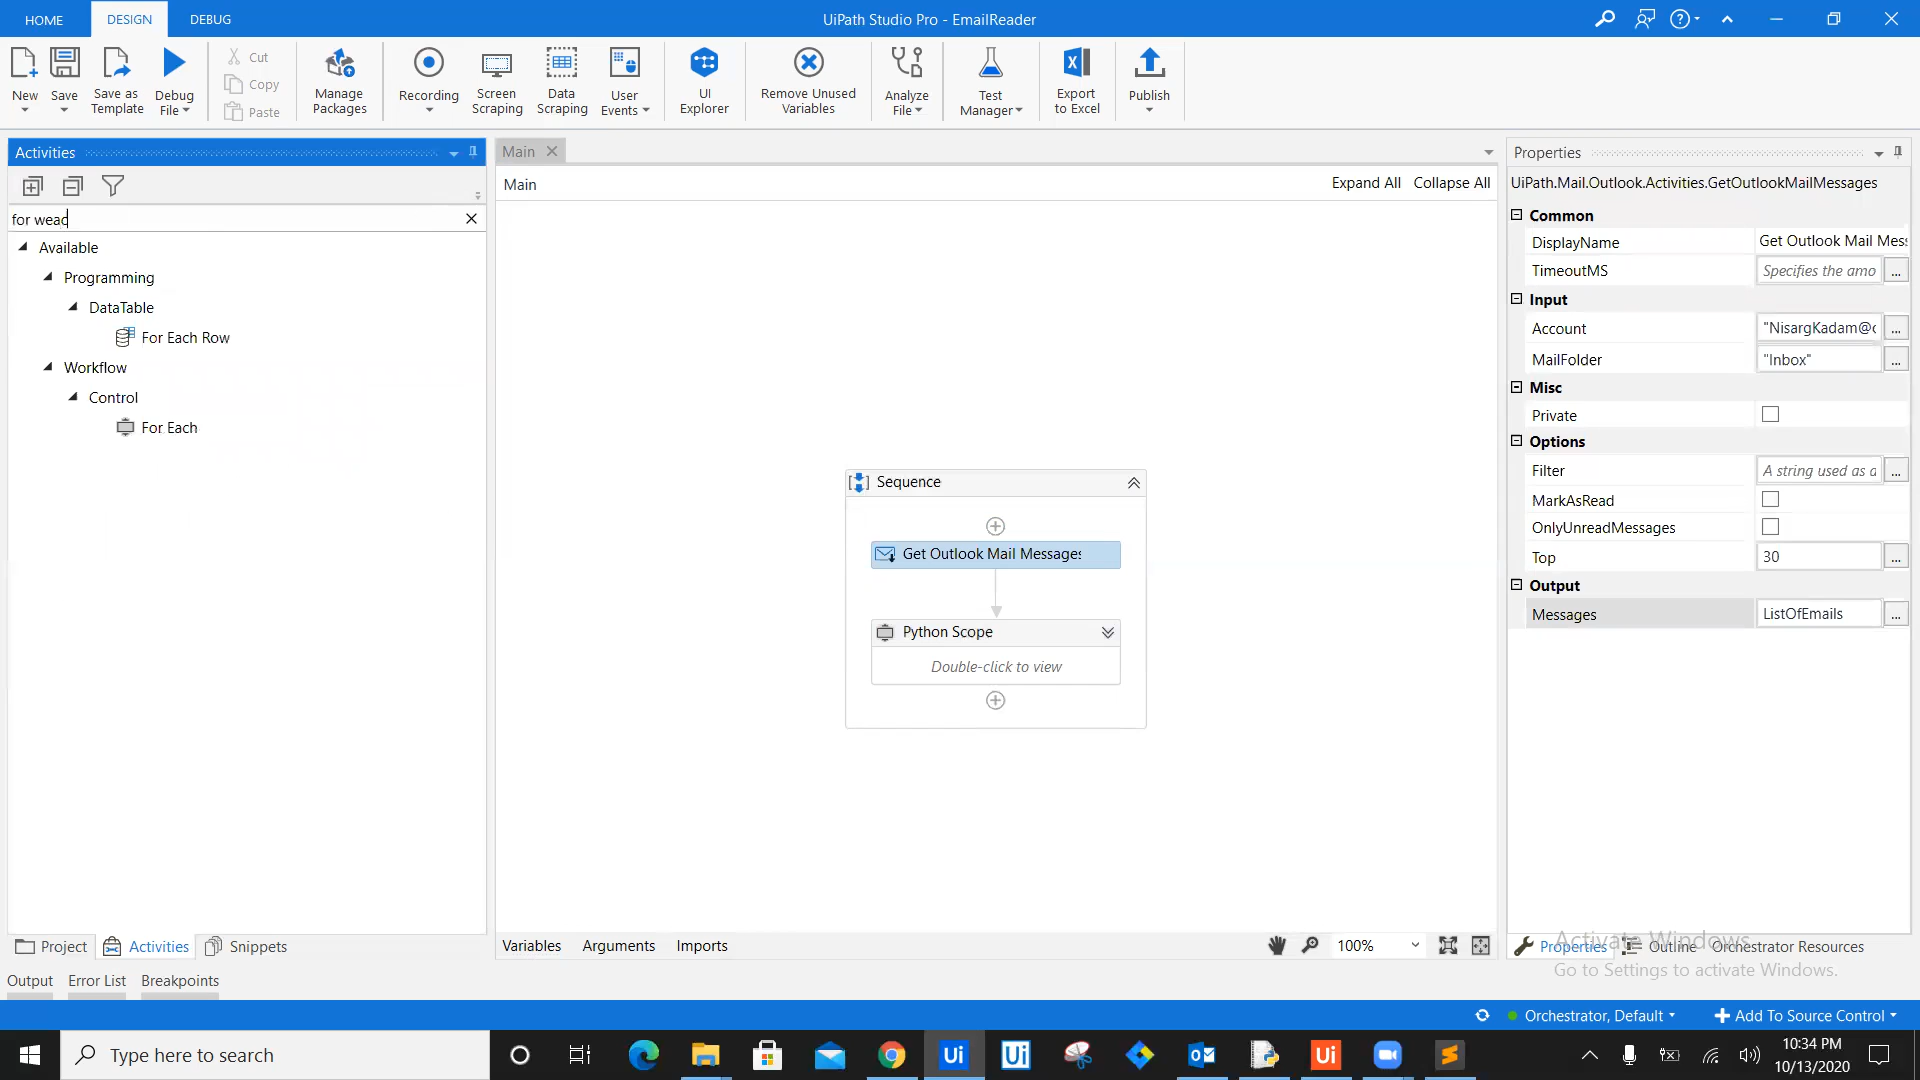 HOME DESIGN DEBUG UiPath Studio Pro - EmailReader
New Save Save as Template Debug File
Cut
Copy
Paste
Manage Packages
Recording Screen Scraping Data Scraping User Events
UI Explorer
Remove Unused Variables
Analyze File
Test Manager
Export to Excel
Publish
Activities
for weac
Available
Programming
DataTable
For Each Row
Workflow
Control
For Each
Project Activities Snippets
Main
Main Expand All Collapse All
Sequence
Get Outlook Mail Messages
Python Scope
Double-click to view
Variables Arguments Imports 100%
Properties
UiPath.Mail.Outlook.Activities.GetOutlookMailMessages
Common
DisplayName Get Outlook Mail Mes
TimeoutMS Specifies the amo ...
Input
Account "NisargKadam@ ...
MailFolder "Inbox" ...
Misc
Private
Options
Filter A string used as a ...
MarkAsRead
OnlyUnreadMessages
Top 30 ...
Output
Messages ListOfEmails ...
Properties Outline Orchestrator Resources
Activate Windows
Go to Settings to activate Windows.
Output Error List Breakpoints
Orchestrator, Default Add To Source Control
Type here to search
Ui Ui Ui
10:34 PM
10/13/2020